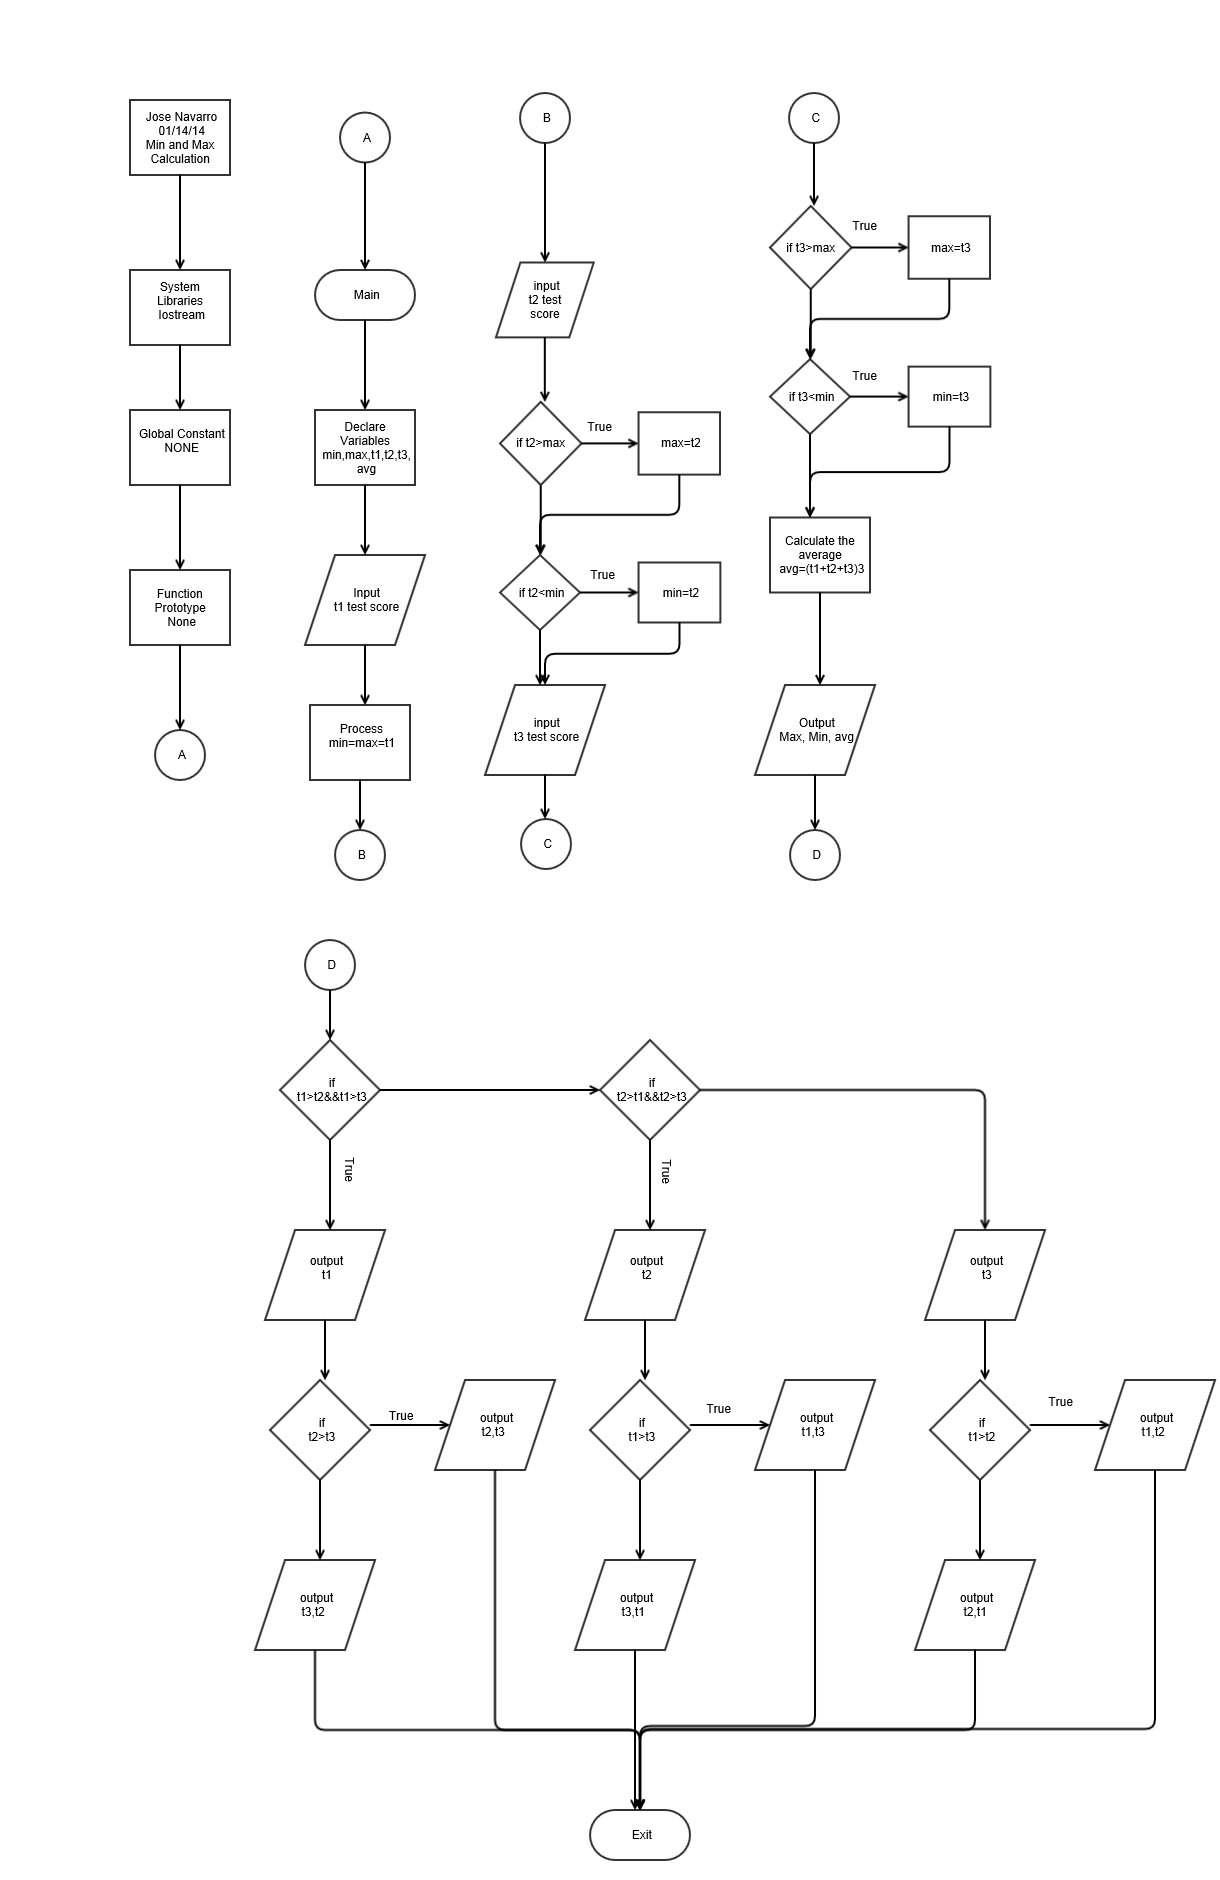 Jose Navarro
01/14/14
Min and Max
Calculation
System
Libraries
Iostream
Global Constant
NONE
Function
Prototype
None
A
A
Main
Declare
Variables
min,max,t1,t2,t3,
avg
Input
t1 test score
Process
min=max=t1
B
B
input
t2 test
score
if t2>max
True
max=t2
if t2<min
True
min=t2
input
t3 test score
C
C
if t3>max
True
max=t3
if t3<min
True
min=t3
Calculate the
average
avg=(t1+t2+t3)3
Output
Max, Min, avg
D
D
if
t1>t2&&t1>t3
True
output
t1
if
t2>t3
True
output
t2,t3
output
t3,t2
if
t2>t1&&t2>t3
True
output
t2
if
t1>t3
True
output
t1,t3
output
t3,t1
output
t3
if
t1>t2
True
output
t1,t2
output
t2,t1
Exit